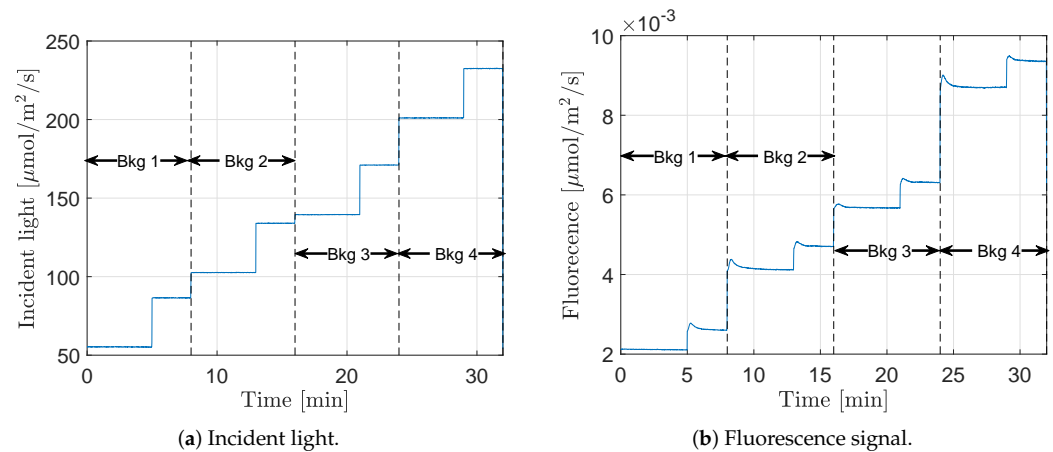 250
200
150
100
50
Incident light [μmol/m²/s]
Bkg 1
Bkg 2
Bkg 3
Bkg 4
0
10
20
30
Time [min]
(a) Incident light.
×10⁻³
10
8
6
4
2
Fluorecence [μmol/m²/s]
Bkg 1
Bkg 2
Bkg 3
Bkg 4
0
5
10
15
20
25
30
Time [min]
(b) Fluorescence signal.